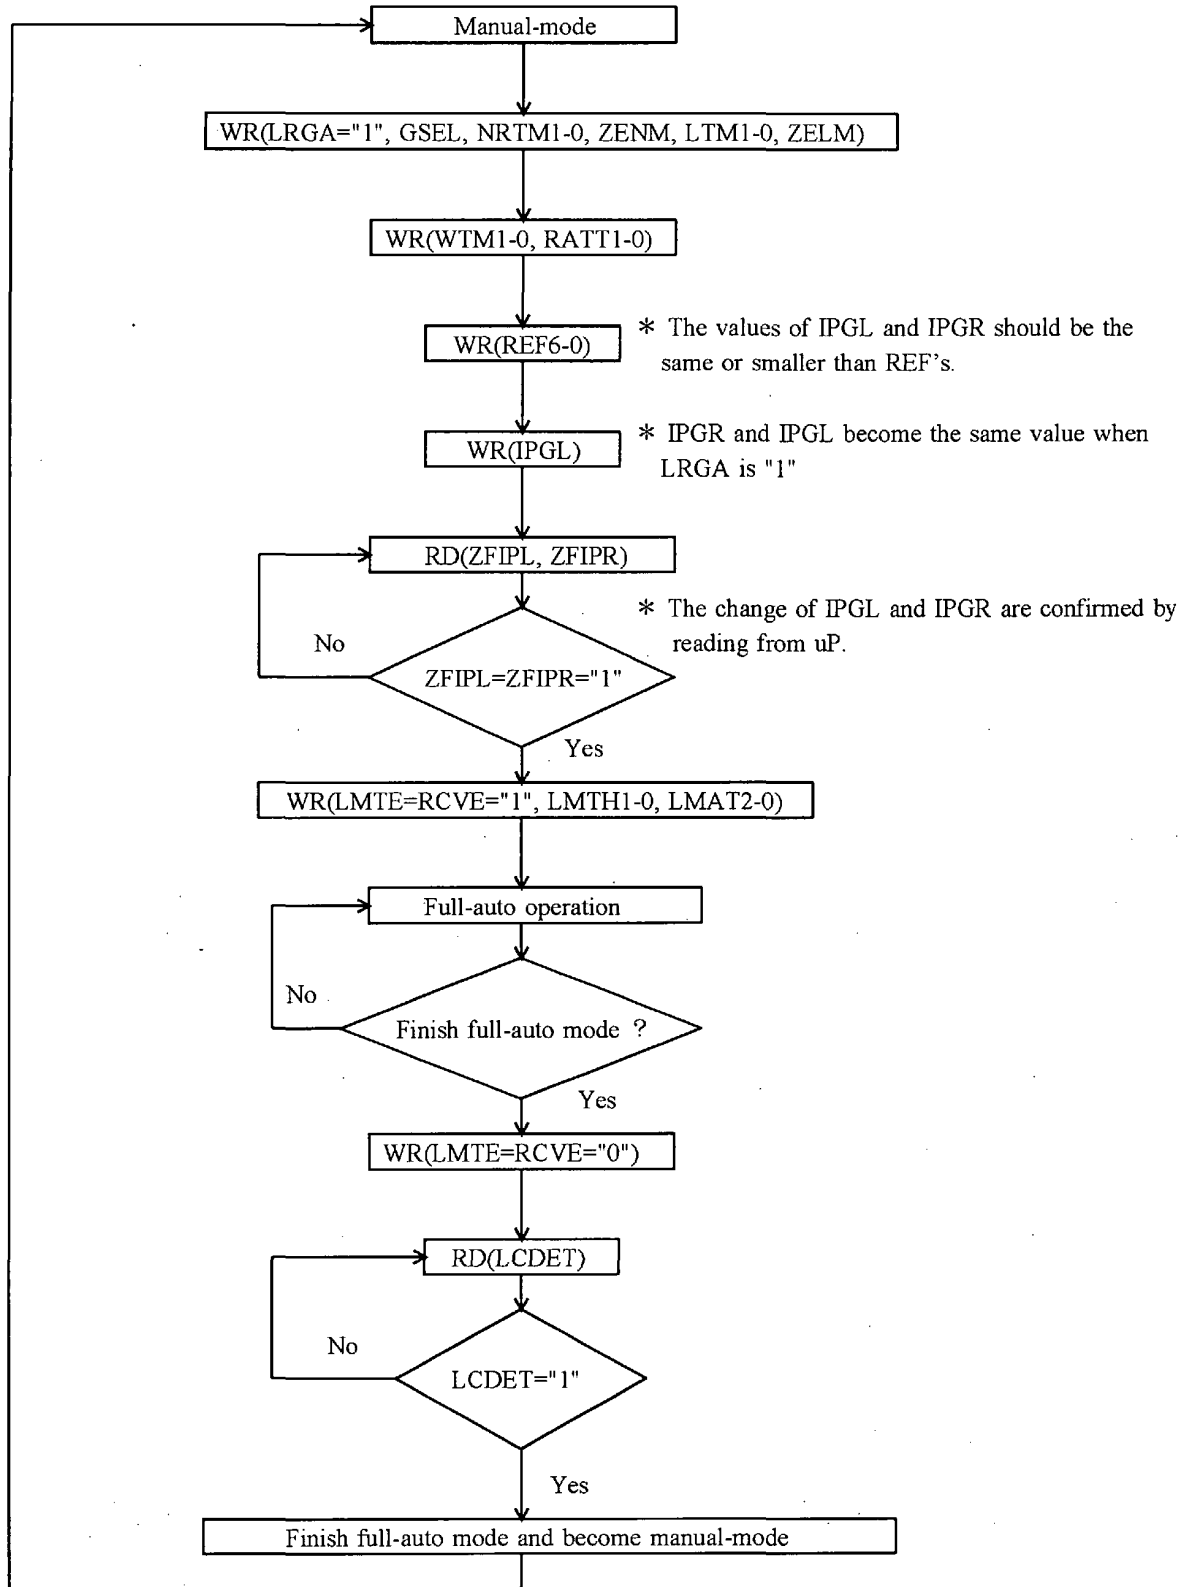 Manual-mode
WR(LRGA="1", GSEL, NRTM1-0, ZENM, LTM1-0, ZELM)
WR(WTM1-0, RATT1-0)
WR(REF6-0)
* The values of IPGL and IPGR should be the
same or smaller than REF's.
WR(IPGL)
* IPGR and IPGL become the same value when
LRGA is "1"
RD(ZFIPL, ZFIPR)
* The change of IPGL and IPGR are confirmed by
reading from uP.
No
ZFIPL=ZFIPR="1"
Yes
WR(LMTE=RCVE="1", LMTH1-0, LMAT2-0)
Full-auto operation
No
Finish full-auto mode ?
Yes
WR(LMTE=RCVE="0")
RD(LCDET)
No
LCDET="1"
Yes
Finish full-auto mode and become manual-mode